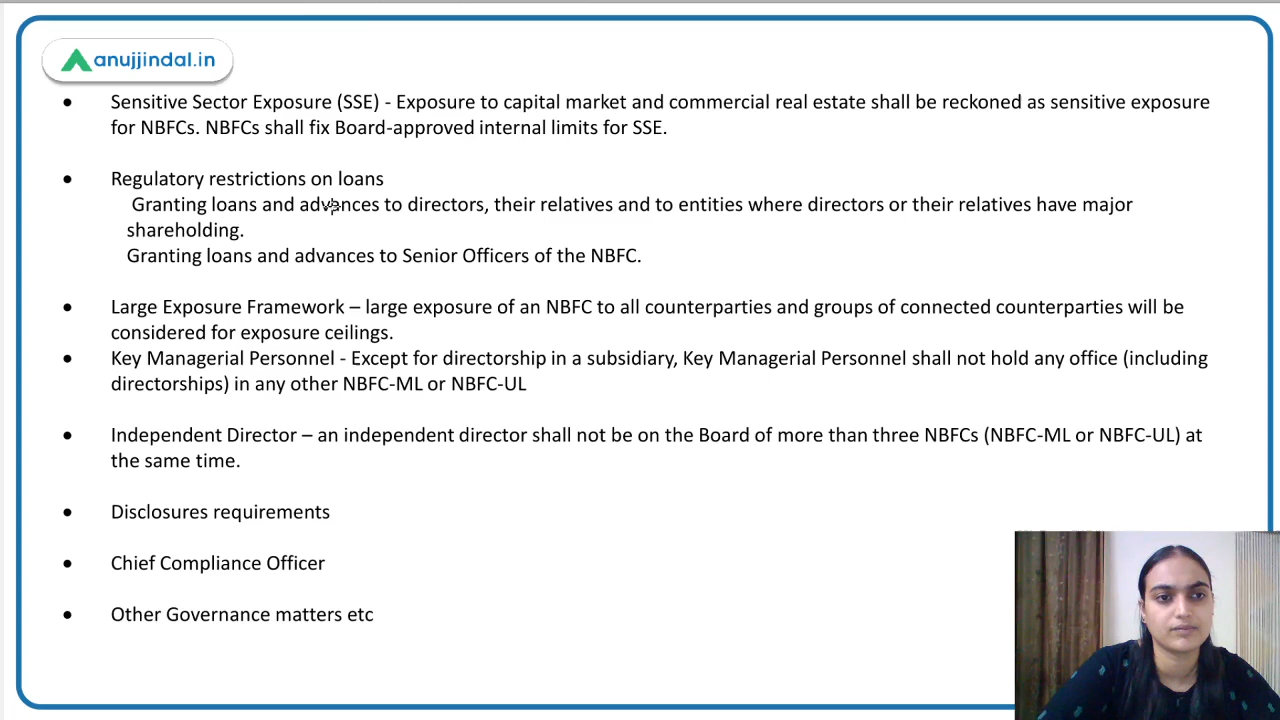 anujjindal.in
• Sensitive Sector Exposure (SSE) - Exposure to capital market and commercial real estate shall be reckoned as sensitive exposure
for NBFCs. NBFCs shall fix Board-approved internal limits for SSE.
• Regulatory restrictions on loans
Granting loans and advances to directors, their relatives and to entities where directors or their relatives have major
shareholding.
Granting loans and advances to Senior Officers of the NBFC.
• Large Exposure Framework – large exposure of an NBFC to all counterparties and groups of connected counterparties will be
considered for exposure ceilings.
• Key Managerial Personnel - Except for directorship in a subsidiary, Key Managerial Personnel shall not hold any office (including
directorships) in any other NBFC-ML or NBFC-UL
• Independent Director – an independent director shall not be on the Board of more than three NBFCs (NBFC-ML or NBFC-UL) at
the same time.
• Disclosures requirements
• Chief Compliance Officer
• Other Governance matters etc